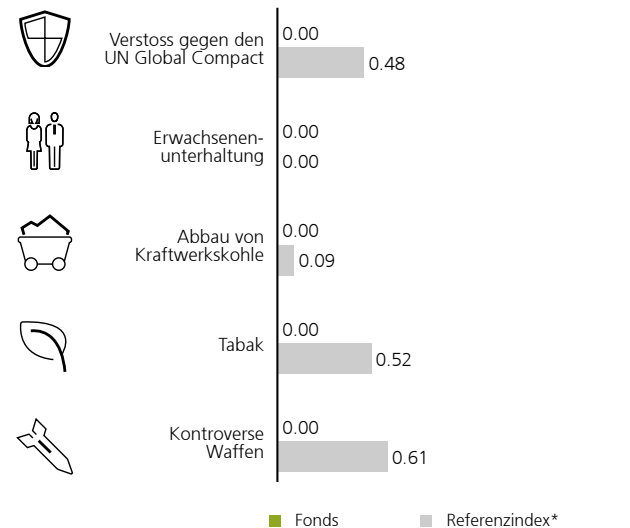 Verstoss gegen den
UN Global Compact
0.00
0.48
Erwachsenen-
unterhaltung
0.00
0.00
Abbau von
Kraftwerkskohle
0.00
0.09
Tabak
0.00
0.52
Kontroverse
Waffen
0.00
0.61
Fonds Referenzindex*